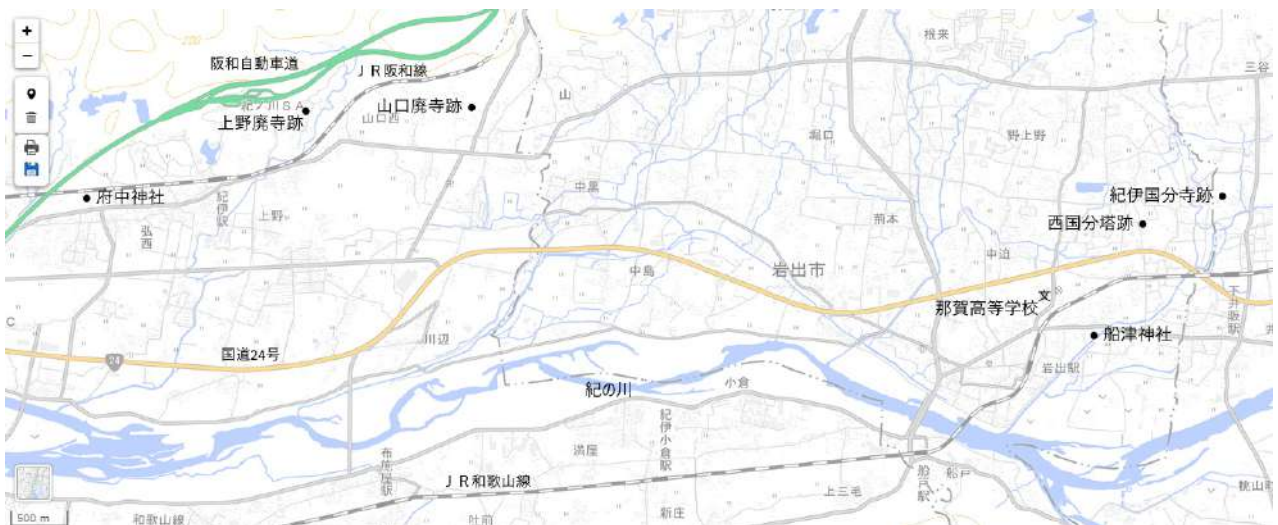 根来
三谷
阪和自動車道
ＪＲ阪和線
紀ノ川ＳＡ
山口廃寺跡
山
上野廃寺跡
山口西
堀口
野上野
中黒
府中神社
紀伊駅
上野
荊本
紀伊国分寺跡
弘西
西国分塔跡
中迫
中島
岩出市
下井阪駅
那賀高等学校
文
国道24号
24
川辺
船津神社
岩出駅
紀の川
小倉
紀伊小倉駅
満屋
布施屋駅
ＪＲ和歌山線
船戸駅
船戸
上三毛
桃山町
500 m
和歌山線
吐前
新庄